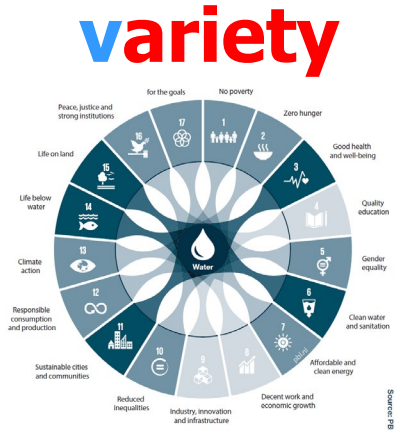 variety
for the goals
17
No poverty
1
Zero hunger
2
Good health
and well-being
3
Quality
education
4
Gender
equality
5
Clean water
and sanitation
6
Affordable and
clean energy
7
pbl.nl
Decent work and
economic growth
8
Industry, innovation
and infrastructure
9
Reduced
inequalities
10
Sustainable cities
and communities
11
Responsible
consumption
and production
12
Climate
action
13
Life below
water
14
Life on land
15
Peace, justice and
strong institutions
16
Water
Source: PB